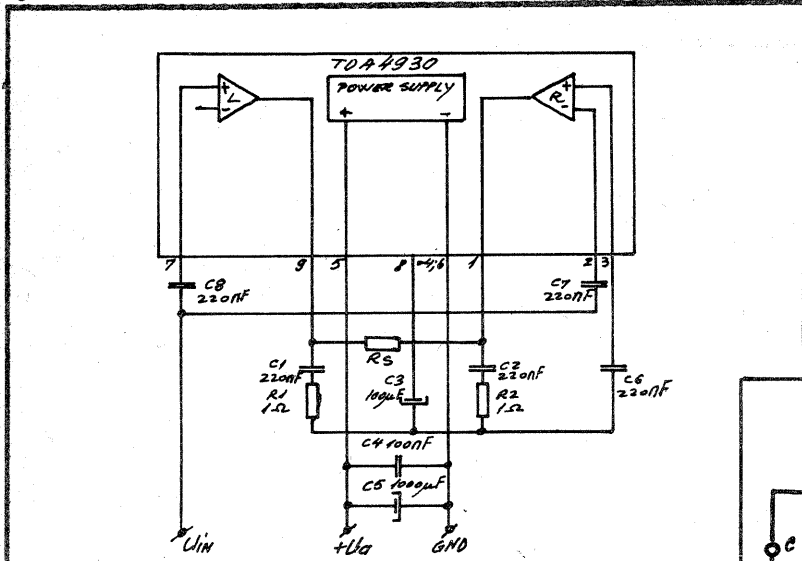 TDA4930
POWER SUPPLY
+ -
+ L -
+ R -
7 9 5 8 4,6 1 2 3
C8
220nF
C7
220nF
RS
C1
220nF
R1
1Ω
C3
100µF
C2
220nF
R2
1Ω
C6
220nF
C4 100nF
C5 1000µF
Uin
GND
C